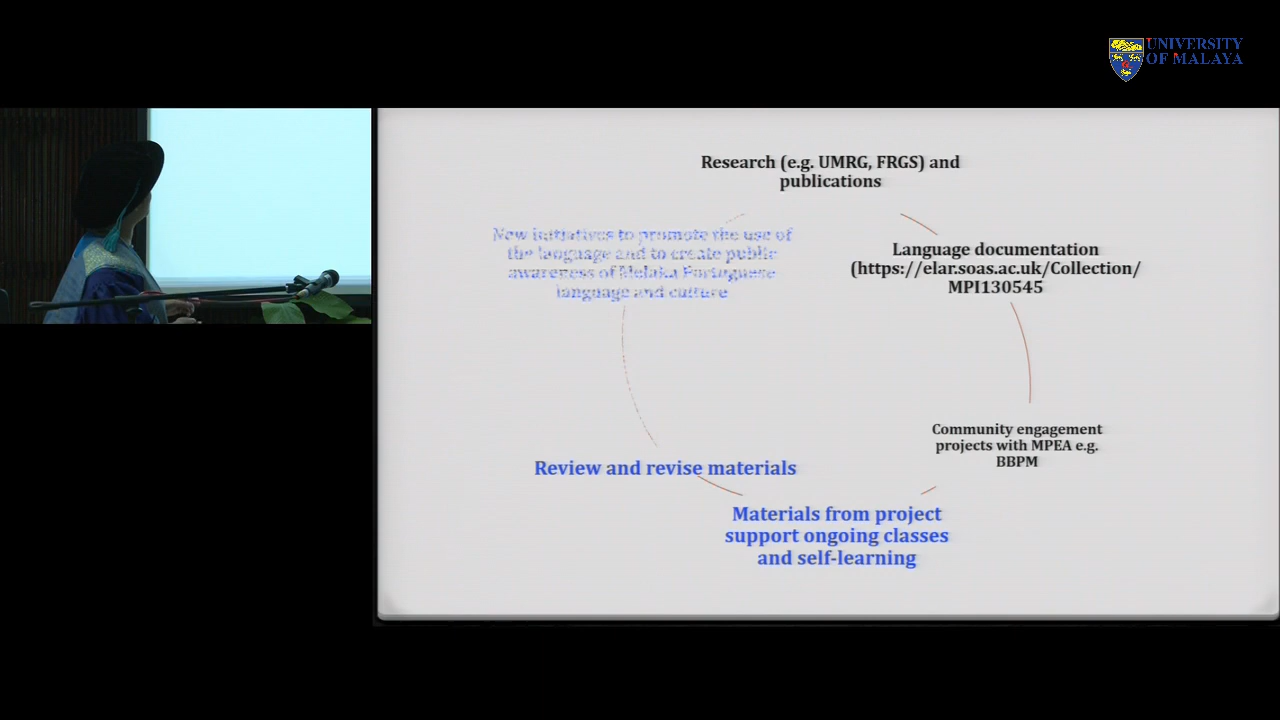 UNIVERSITY
OF MALAYA
Research (e.g. UMRG, FRGS) and
publications
New initiatives to promote the use of
the language and to create public
awareness of Melaka Portuguese
language and culture
Language documentation
(https://elar.soas.ac.uk/Collection/
MPI130545
Community engagement
projects with MPEA e.g.
BBPM
Review and revise materials
Materials from project
support ongoing classes
and self-learning